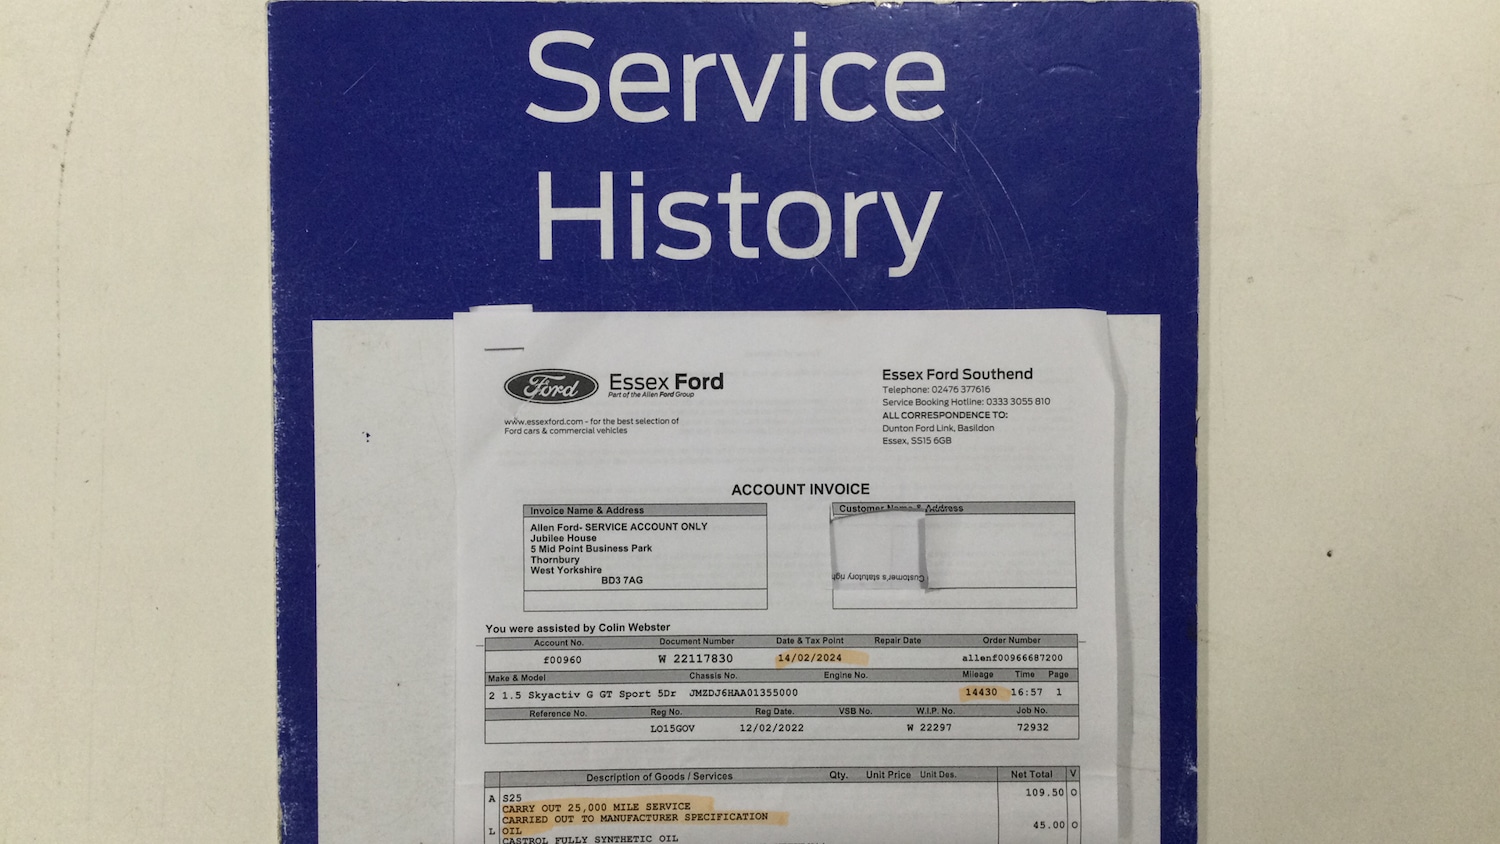 Service
History
Ford
Essex Ford
Part of the Allen Ford Group
www.essexford.com - for the best selection of
Ford cars & commercial vehicles
Essex Ford Southend
Telephone: 02476 377616
Service Booking Hotline: 0333 3055 810
ALL CORRESPONDENCE TO:
Dunton Ford Link, Basildon
Essex, SS15 6GB
ACCOUNT INVOICE
Invoice Name & Address
Allen Ford- SERVICE ACCOUNT ONLY
Jubilee House
5 Mid Point Business Park
Thornbury
West Yorkshire
BD3 7AG
Customer Name & Address
Customer's statutory righ
You were assisted by Colin Webster
Account No. Document Number Date & Tax Point Repair Date Order Number
f00960 W 22117830 14/02/2024 allenf00966687200
Make & Model Chassis No. Engine No. Mileage Time Page
2 1.5 Skyactiv G GT Sport 5Dr JMZDJ6HAA01355000 14430 16:57 1
Reference No. Reg No. Reg Date. VSB No. W.I.P. No. Job No.
LO15GOV 12/02/2022 W 22297 72932
Description of Goods / Services Qty. Unit Price Unit Des. Net Total V
A S25 109.50 O
CARRY OUT 25,000 MILE SERVICE
CARRIED OUT TO MANUFACTURER SPECIFICATION
L OIL 45.00 O
CASTROL FULLY SYNTHETIC OIL